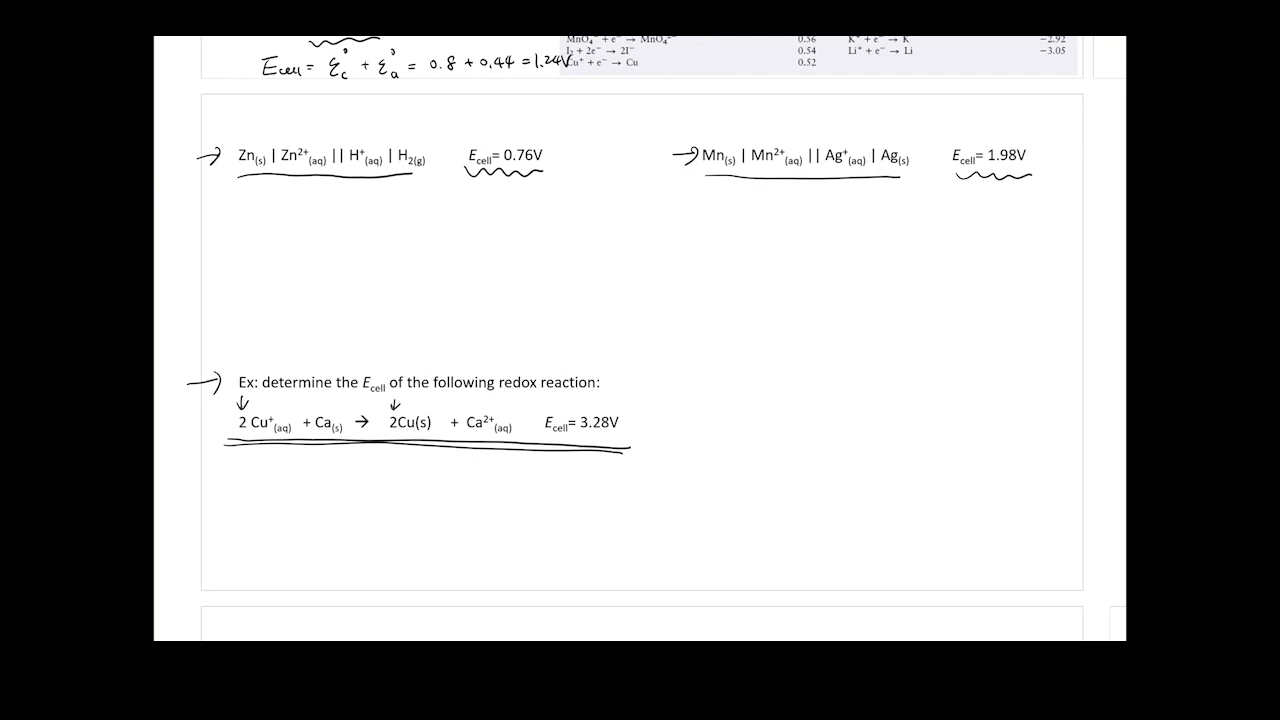 MnO₄⁻ + e⁻ → MnO₄²⁻ 0.56 K⁺ + e⁻ → K −2.92
I₂ + 2e⁻ → 2I⁻ 0.54 Li⁺ + e⁻ → Li −3.05
Cu⁺ + e⁻ → Cu 0.52
Ecell = ℰ°c + ℰ°a = 0.8 + 0.44 = 1.24V
→ Zn(s) | Zn²⁺(aq) || H⁺(aq) | H₂(g) Ecell= 0.76V
→ Mn(s) | Mn²⁺(aq) || Ag⁺(aq) | Ag(s) Ecell= 1.98V
→ Ex: determine the Ecell of the following redox reaction:
2 Cu⁺(aq) + Ca(s) → 2Cu(s) + Ca²⁺(aq) Ecell= 3.28V